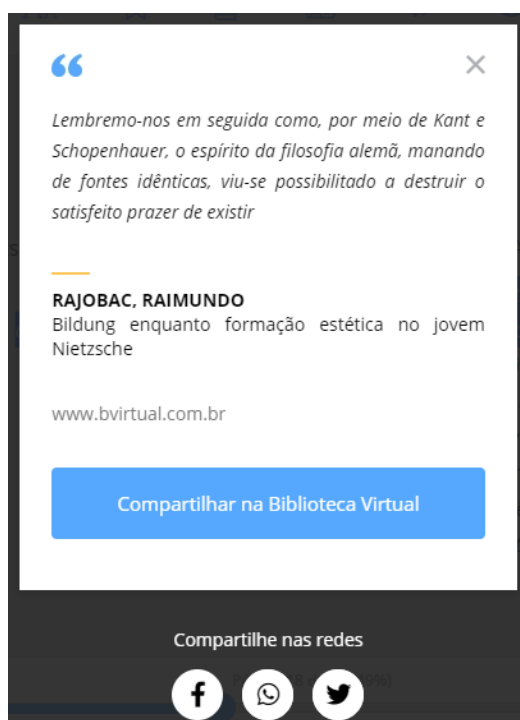 Lembremo-nos em seguida como, por meio de Kant e
Schopenhauer, o espírito da filosofia alemã, manando
de fontes idênticas, viu-se possibilitado a destruir o
satisfeito prazer de existir
RAJOBAC, RAIMUNDO
Bildung enquanto formação estética no jovem
Nietzsche
www.bvirtual.com.br
Compartilhar na Biblioteca Virtual
Compartilhe nas redes